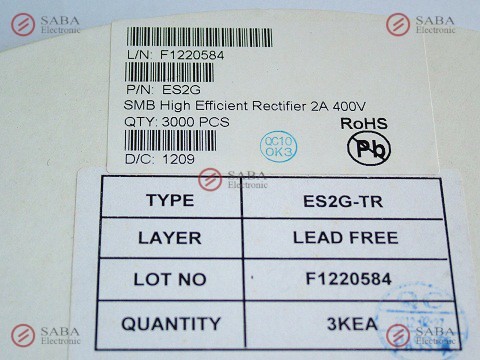 SABA
Electronic
SABA
Electronic
L/N: F1220584
P/N: ES2G
SMB High Efficient Rectifier 2A 400V
QTY: 3000 PCS
RoHS
Pb
QC10
OK3
D/C: 1209
SABA
Electronic
TYPE ES2G-TR
LAYER LEAD FREE
LOT NO F1220584
QUANTITY 3KEA
QC
SABA
Electronic
SABA
Electronic